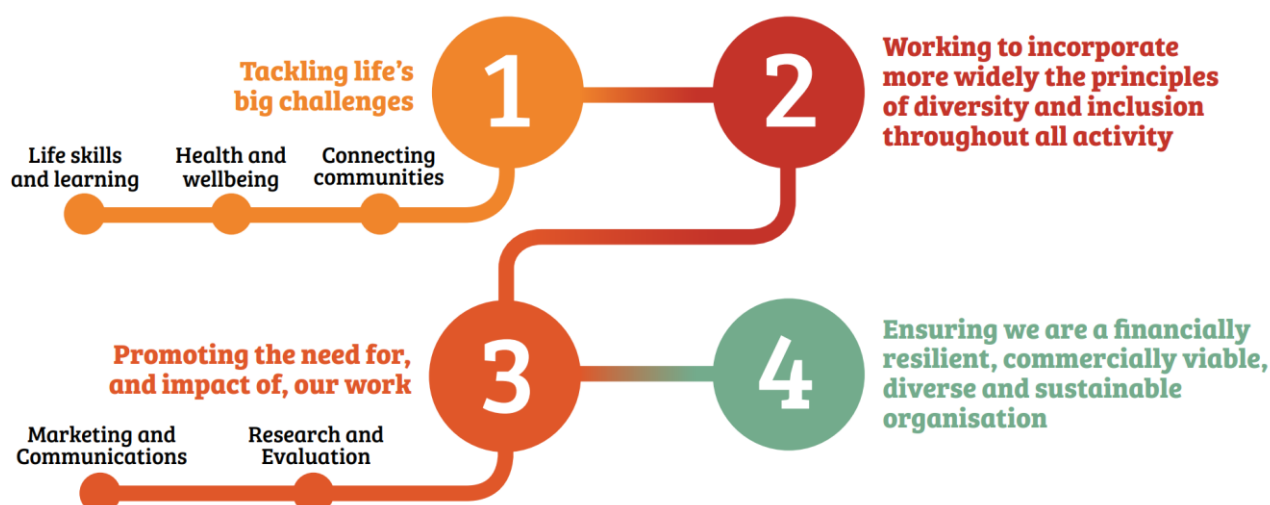 Tackling life's
big challenges
1
Life skills
and learning
Health and
wellbeing
Connecting
communities
2
Working to incorporate
more widely the principles
of diversity and inclusion
throughout all activity
Promoting the need for,
and impact of, our work
3
Marketing and
Communications
Research and
Evaluation
4
Ensuring we are a financially
resilient, commercially viable,
diverse and sustainable
organisation